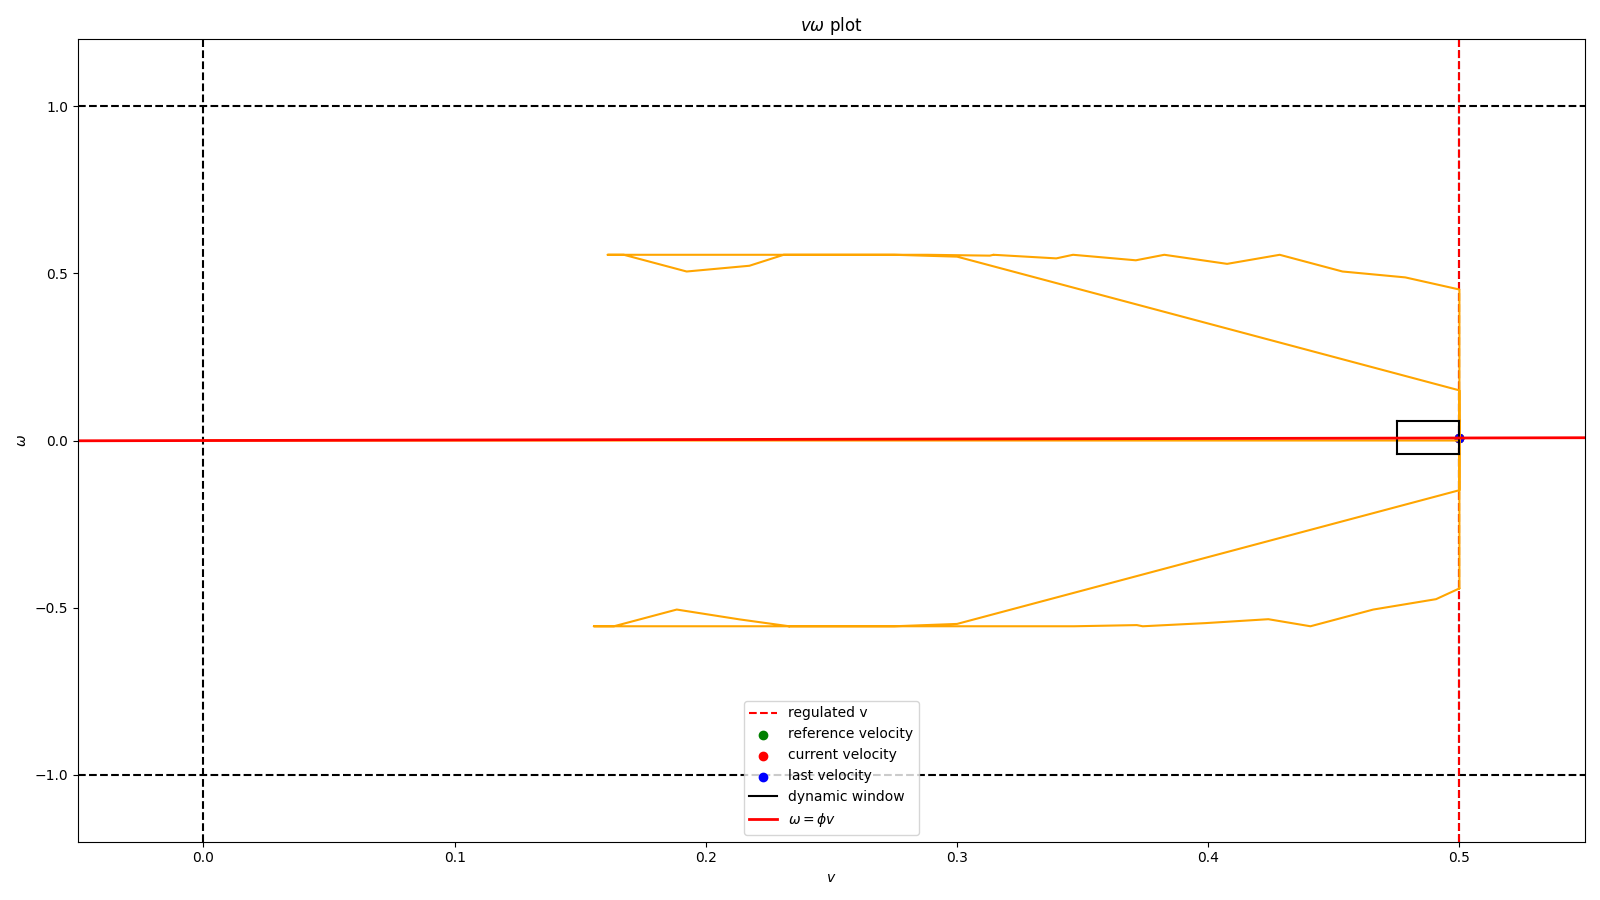 vω plot
1.0
0.5
0.0
−0.5
−1.0
ω
regulated v
reference velocity
current velocity
last velocity
dynamic window
ω = ϕv
0.0 0.1 0.2 0.3 0.4 0.5
v